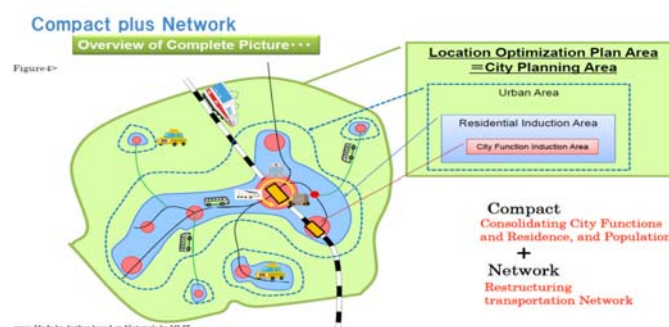 Compact plus Network
Overview of Complete Picture･･･
Figure4>
Location Optimization Plan Area
＝City Planning Area
Urban Area
Residential Induction Area
City Function Induction Area
Compact
Consolidating City Functions
and Residence, and Population
+
Network
Restructuring
transportation Network